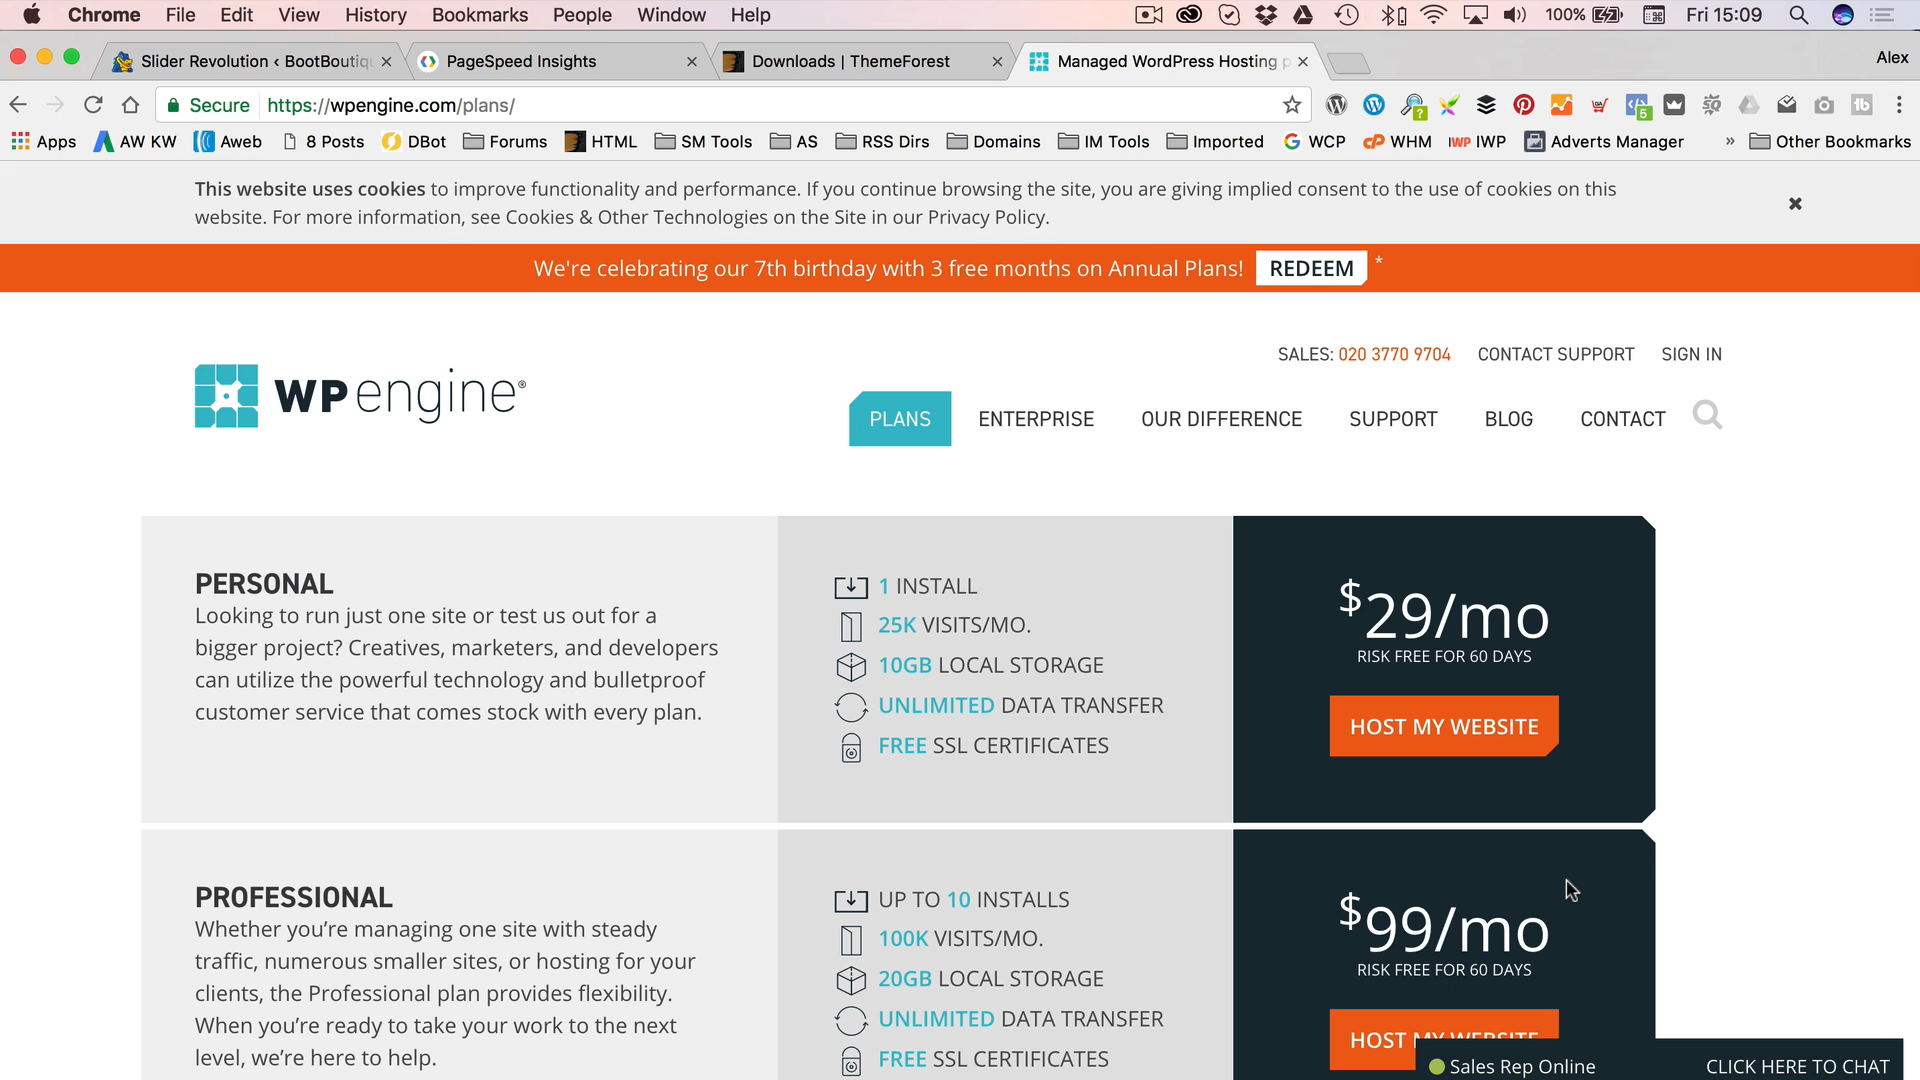 Chrome File Edit View History Bookmarks People Window Help 100% Fri 15:09
Slider Revolution ‹ BootBoutiqu PageSpeed Insights Downloads | ThemeForest Managed WordPress Hosting p Alex
Secure https://wpengine.com/plans/
Apps AW KW Aweb 8 Posts DBot Forums HTML SM Tools AS RSS Dirs Domains IM Tools Imported WCP WHM IWP Adverts Manager » Other Bookmarks
This website uses cookies to improve functionality and performance. If you continue browsing the site, you are giving implied consent to the use of cookies on this
website. For more information, see Cookies & Other Technologies on the Site in our Privacy Policy.
We're celebrating our 7th birthday with 3 free months on Annual Plans! REDEEM *
SALES: 020 3770 9704 CONTACT SUPPORT SIGN IN
WP engine®
PLANS ENTERPRISE OUR DIFFERENCE SUPPORT BLOG CONTACT
PERSONAL
Looking to run just one site or test us out for a
bigger project? Creatives, marketers, and developers
can utilize the powerful technology and bulletproof
customer service that comes stock with every plan.
1 INSTALL
25K VISITS/MO.
10GB LOCAL STORAGE
UNLIMITED DATA TRANSFER
FREE SSL CERTIFICATES
$29/mo
RISK FREE FOR 60 DAYS
HOST MY WEBSITE
PROFESSIONAL
Whether you’re managing one site with steady
traffic, numerous smaller sites, or hosting for your
clients, the Professional plan provides flexibility.
When you’re ready to take your work to the next
level, we’re here to help.
UP TO 10 INSTALLS
100K VISITS/MO.
20GB LOCAL STORAGE
UNLIMITED DATA TRANSFER
FREE SSL CERTIFICATES
$99/mo
RISK FREE FOR 60 DAYS
HOST MY WEBSITE
Sales Rep Online CLICK HERE TO CHAT